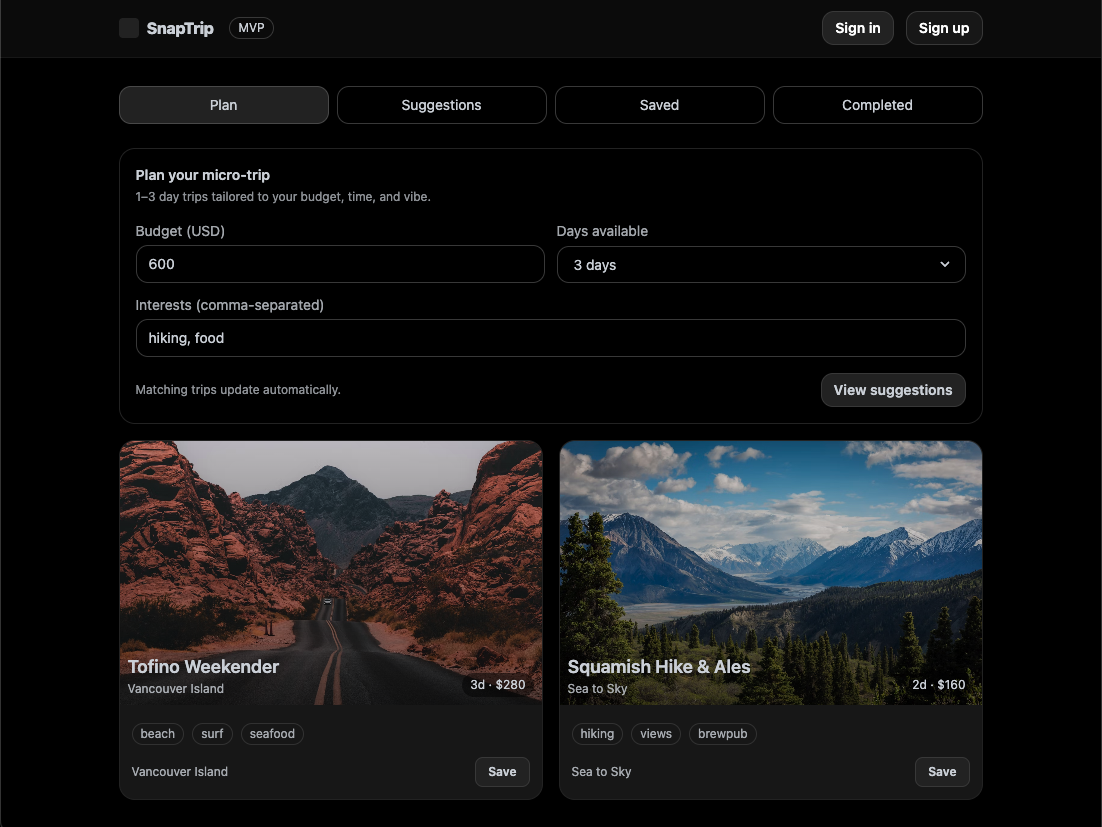 SnapTrip MVP Sign in Sign up
Plan Suggestions Saved Completed
Plan your micro-trip
1–3 day trips tailored to your budget, time, and vibe.
Budget (USD) Days available
600 3 days
Interests (comma-separated)
hiking, food
Matching trips update automatically. View suggestions
Tofino Weekender
Vancouver Island
3d · $280
beach surf seafood
Vancouver Island Save
Squamish Hike & Ales
Sea to Sky
2d · $160
hiking views brewpub
Sea to Sky Save